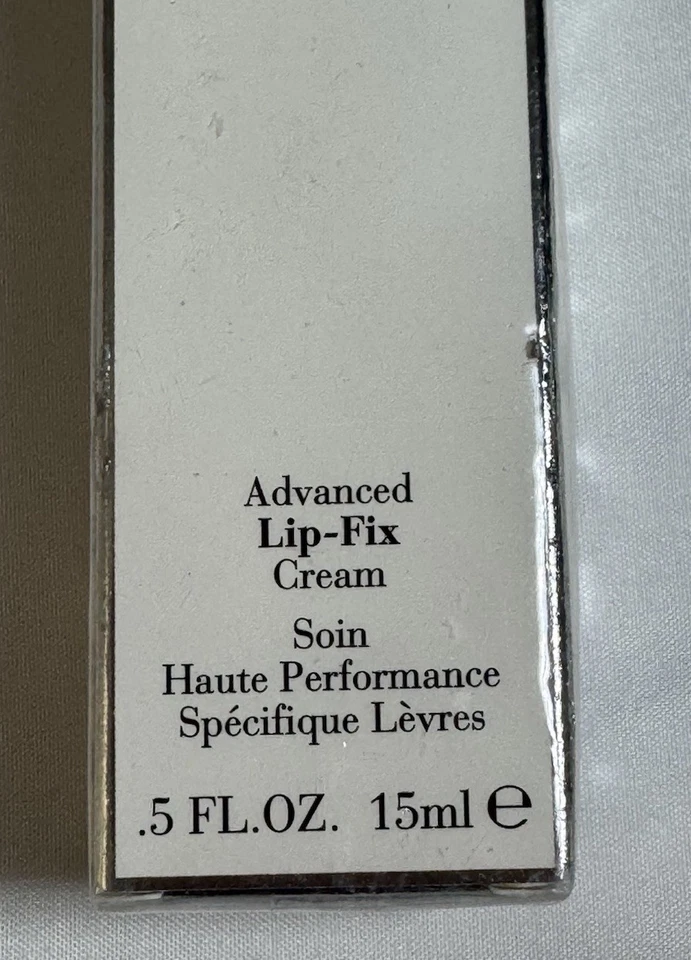 Advanced
Lip-Fix
Cream
Soin
Haute Performance
Spécifique Lèvres
.5 FL.OZ. 15ml ℮